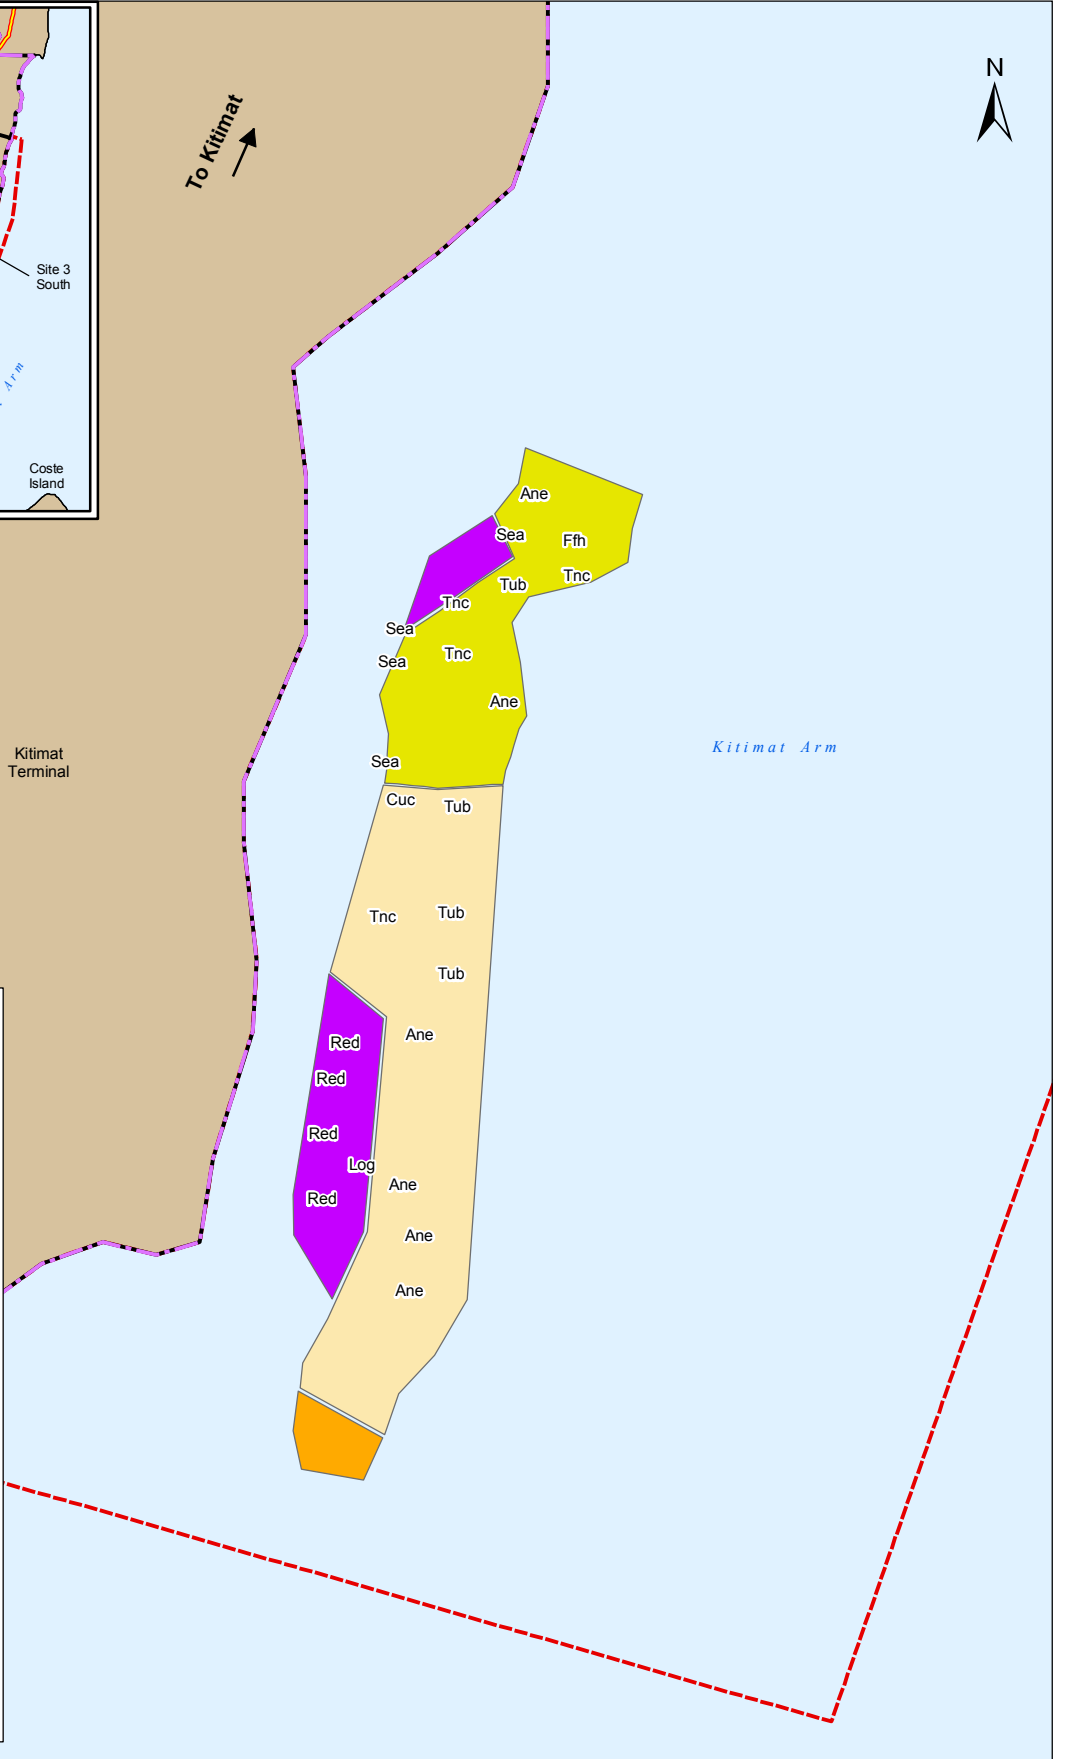 N
To Kitimat
Site 3
South
Arm
Coste
Island
Ane
Sea
Ffh
Tnc
Tub
Tnc
Sea
Tnc
Sea
Ane
Kitimat Arm
Kitimat
Terminal
Sea
Cuc
Tub
Tnc
Tub
Tub
Ane
Red
Red
Red
Log
Ane
Red
Ane
Ane